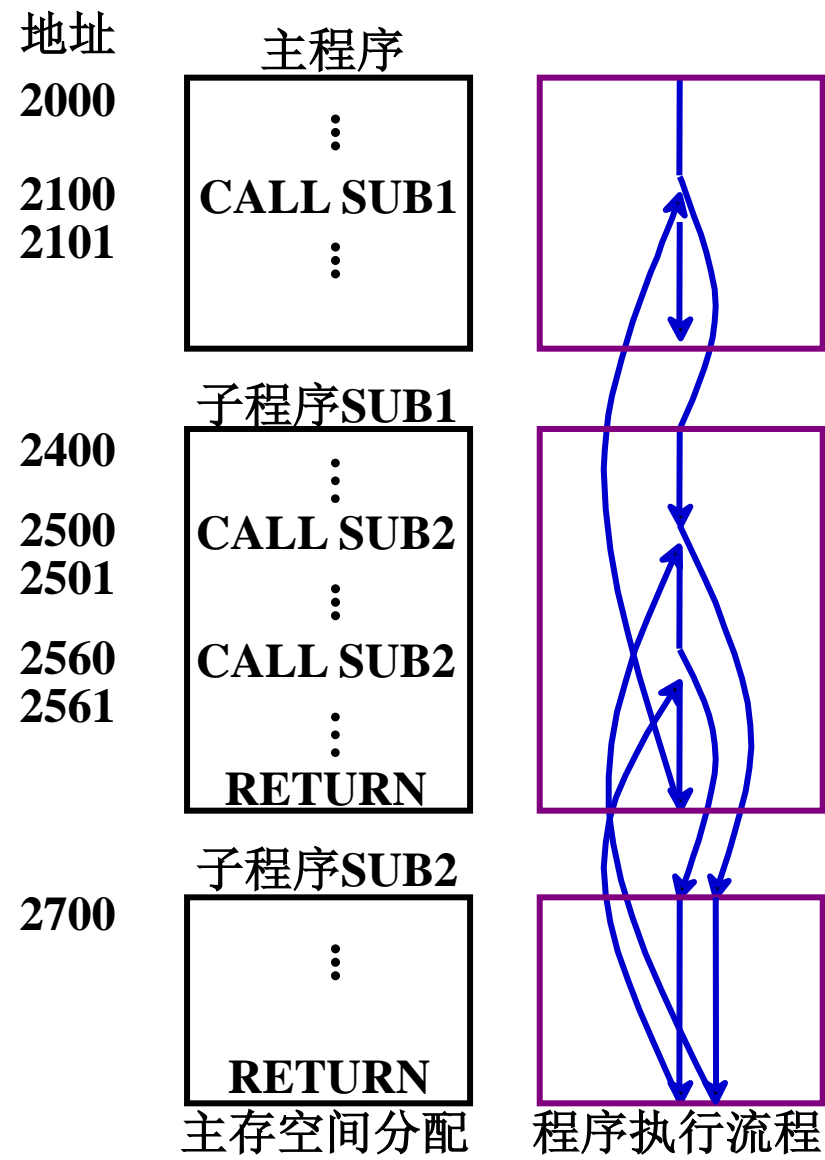 地址
主程序
2000
⋮
2100 CALL SUB1
2101
⋮
子程序SUB1
2400
⋮
2500 CALL SUB2
2501
⋮
2560 CALL SUB2
2561
⋮
RETURN
子程序SUB2
2700
⋮
RETURN
主存空间分配 程序执行流程